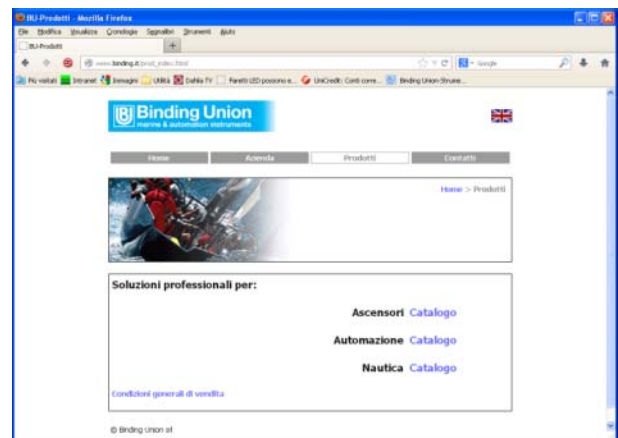 BU-Prodotti - Mozilla Firefox
File Modifica Visualizza Cronologia Segnalibri Strumenti Aiuto
BU-Prodotti +
www.binding.it/prod_index.html
Google
Più visitati Intranet Immagini Utilità Dahlia TV Faretti LED UniCredit: Conti corre... Binding Union-Strume...
BU Binding Union
marine & automation instruments
Home Azienda Prodotti Contatti
Home > Prodotti
Soluzioni professionali per:
Ascensori Catalogo
Automazione Catalogo
Nautica Catalogo
Condizioni generali di vendita
© Binding Union srl